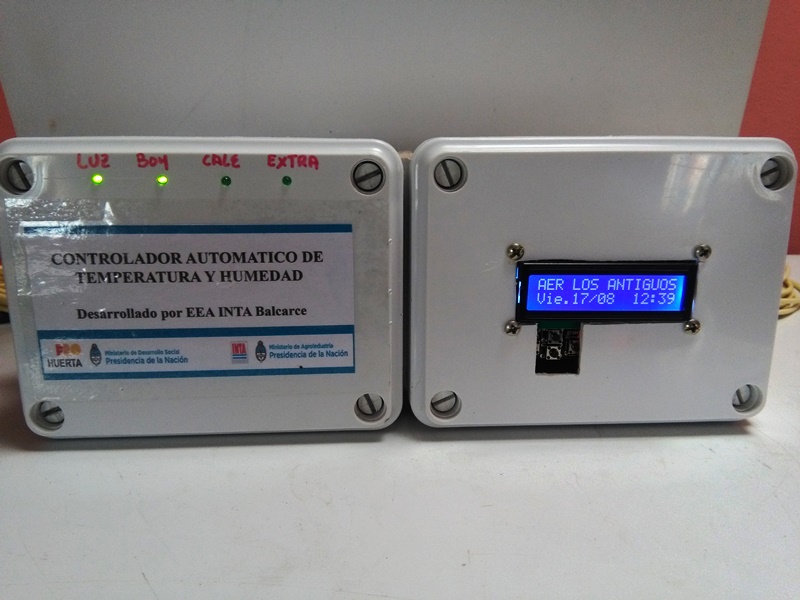 LUZ BOM CALE EXTRA
CONTROLADOR AUTOMATICO DE
TEMPERATURA Y HUMEDAD
Desarrollado por EEA INTA Balcarce
PRO
HUERTA
Ministerio de Desarrollo Social
Presidencia de la Nación
INTA
Ministerio de Agroindustria
Presidencia de la Nación
AER LOS ANTIGUOS
Vie.17/08 12:39